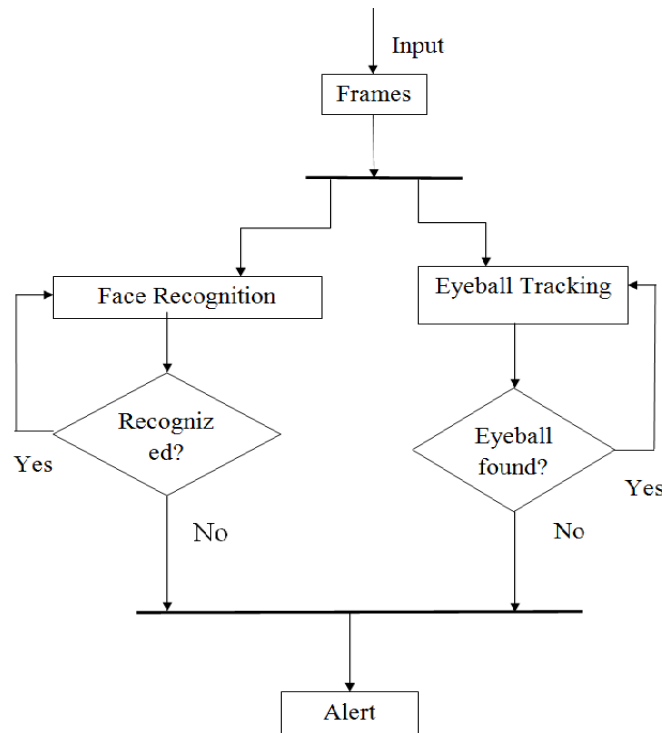 Input
Frames
Face Recognition
Eyeball Tracking
Recogniz
ed?
Eyeball
found?
Yes
Yes
No
No
Alert